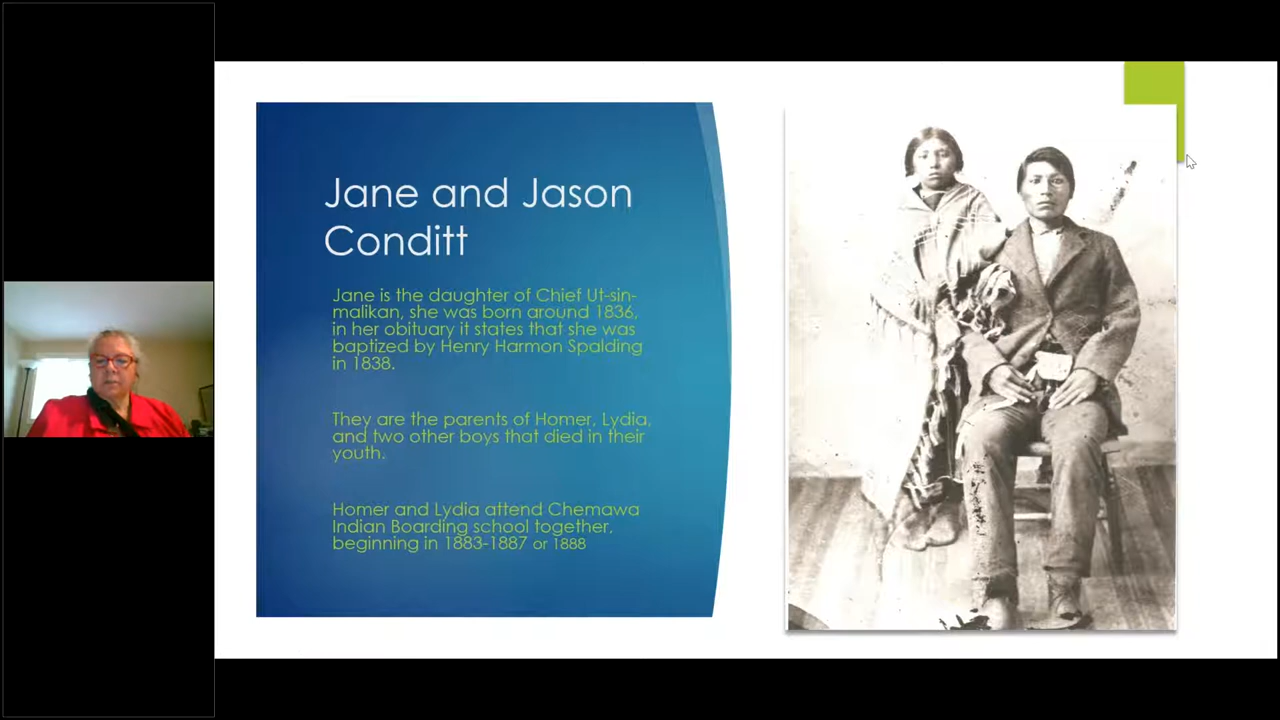 Jane and Jason
Conditt
Jane is the daughter of Chief Ut-sin-
malikan, she was born around 1836,
in her obituary it states that she was
baptized by Henry Harmon Spalding
in 1838.
They are the parents of Homer, Lydia,
and two other boys that died in their
youth.
Homer and Lydia attend Chemawa
Indian Boarding school together,
beginning in 1883-1887 or 1888